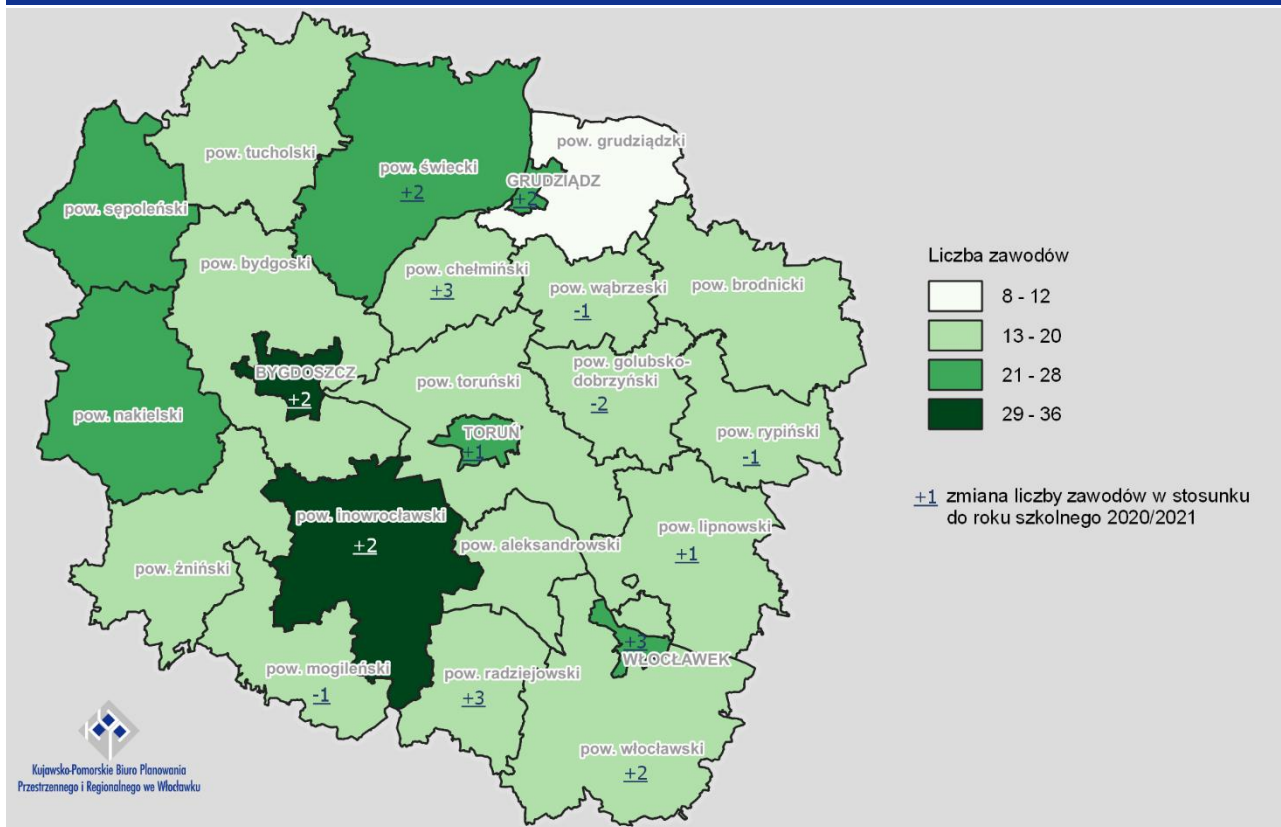 pow. tucholski
pow. grudziądzki
pow. świecki
+2
GRUDZIĄDZ
+2
pow. sępoleński
pow. bydgoski
pow. chełmiński
+3
pow. wąbrzeski
-1
pow. brodnicki
BYGDOSZCZ
+2
pow. toruński
pow. golubsko-
dobrzyński
-2
pow. nakielski
TORUŃ
+1
pow. rypiński
-1
pow. inowrocławski
+2
pow. aleksandrowski
pow. lipnowski
+1
pow. żniński
+3
WŁOCŁAWEK
pow. mogileński
-1
pow. radziejowski
+3
pow. włocławski
+2
Liczba zawodów
8 - 12
13 - 20
21 - 28
29 - 36
+1 zmiana liczby zawodów w stosunku
do roku szkolnego 2020/2021
Kujawsko-Pomorskie Biuro Planowania
Przestrzennego i Regionalnego we Włocławku